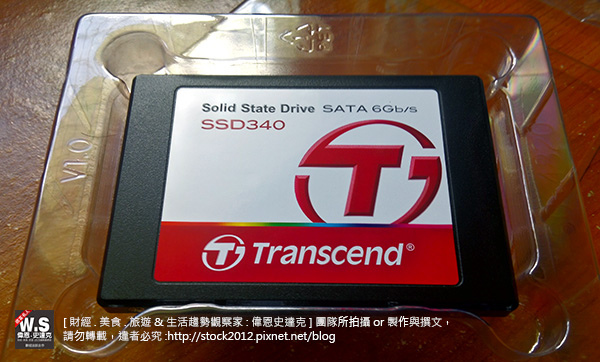 V1.0
Solid State Drive SATA 6Gb/s
SSD340
Transcend®
W.S
[ 財經 . 美食 . 旅遊 & 生活趨勢觀察家 : 偉恩史達克 ] 團隊所拍攝 or 製作與撰文，
請勿轉載，違者必究 :http://stock2012.pixnet.net/blog